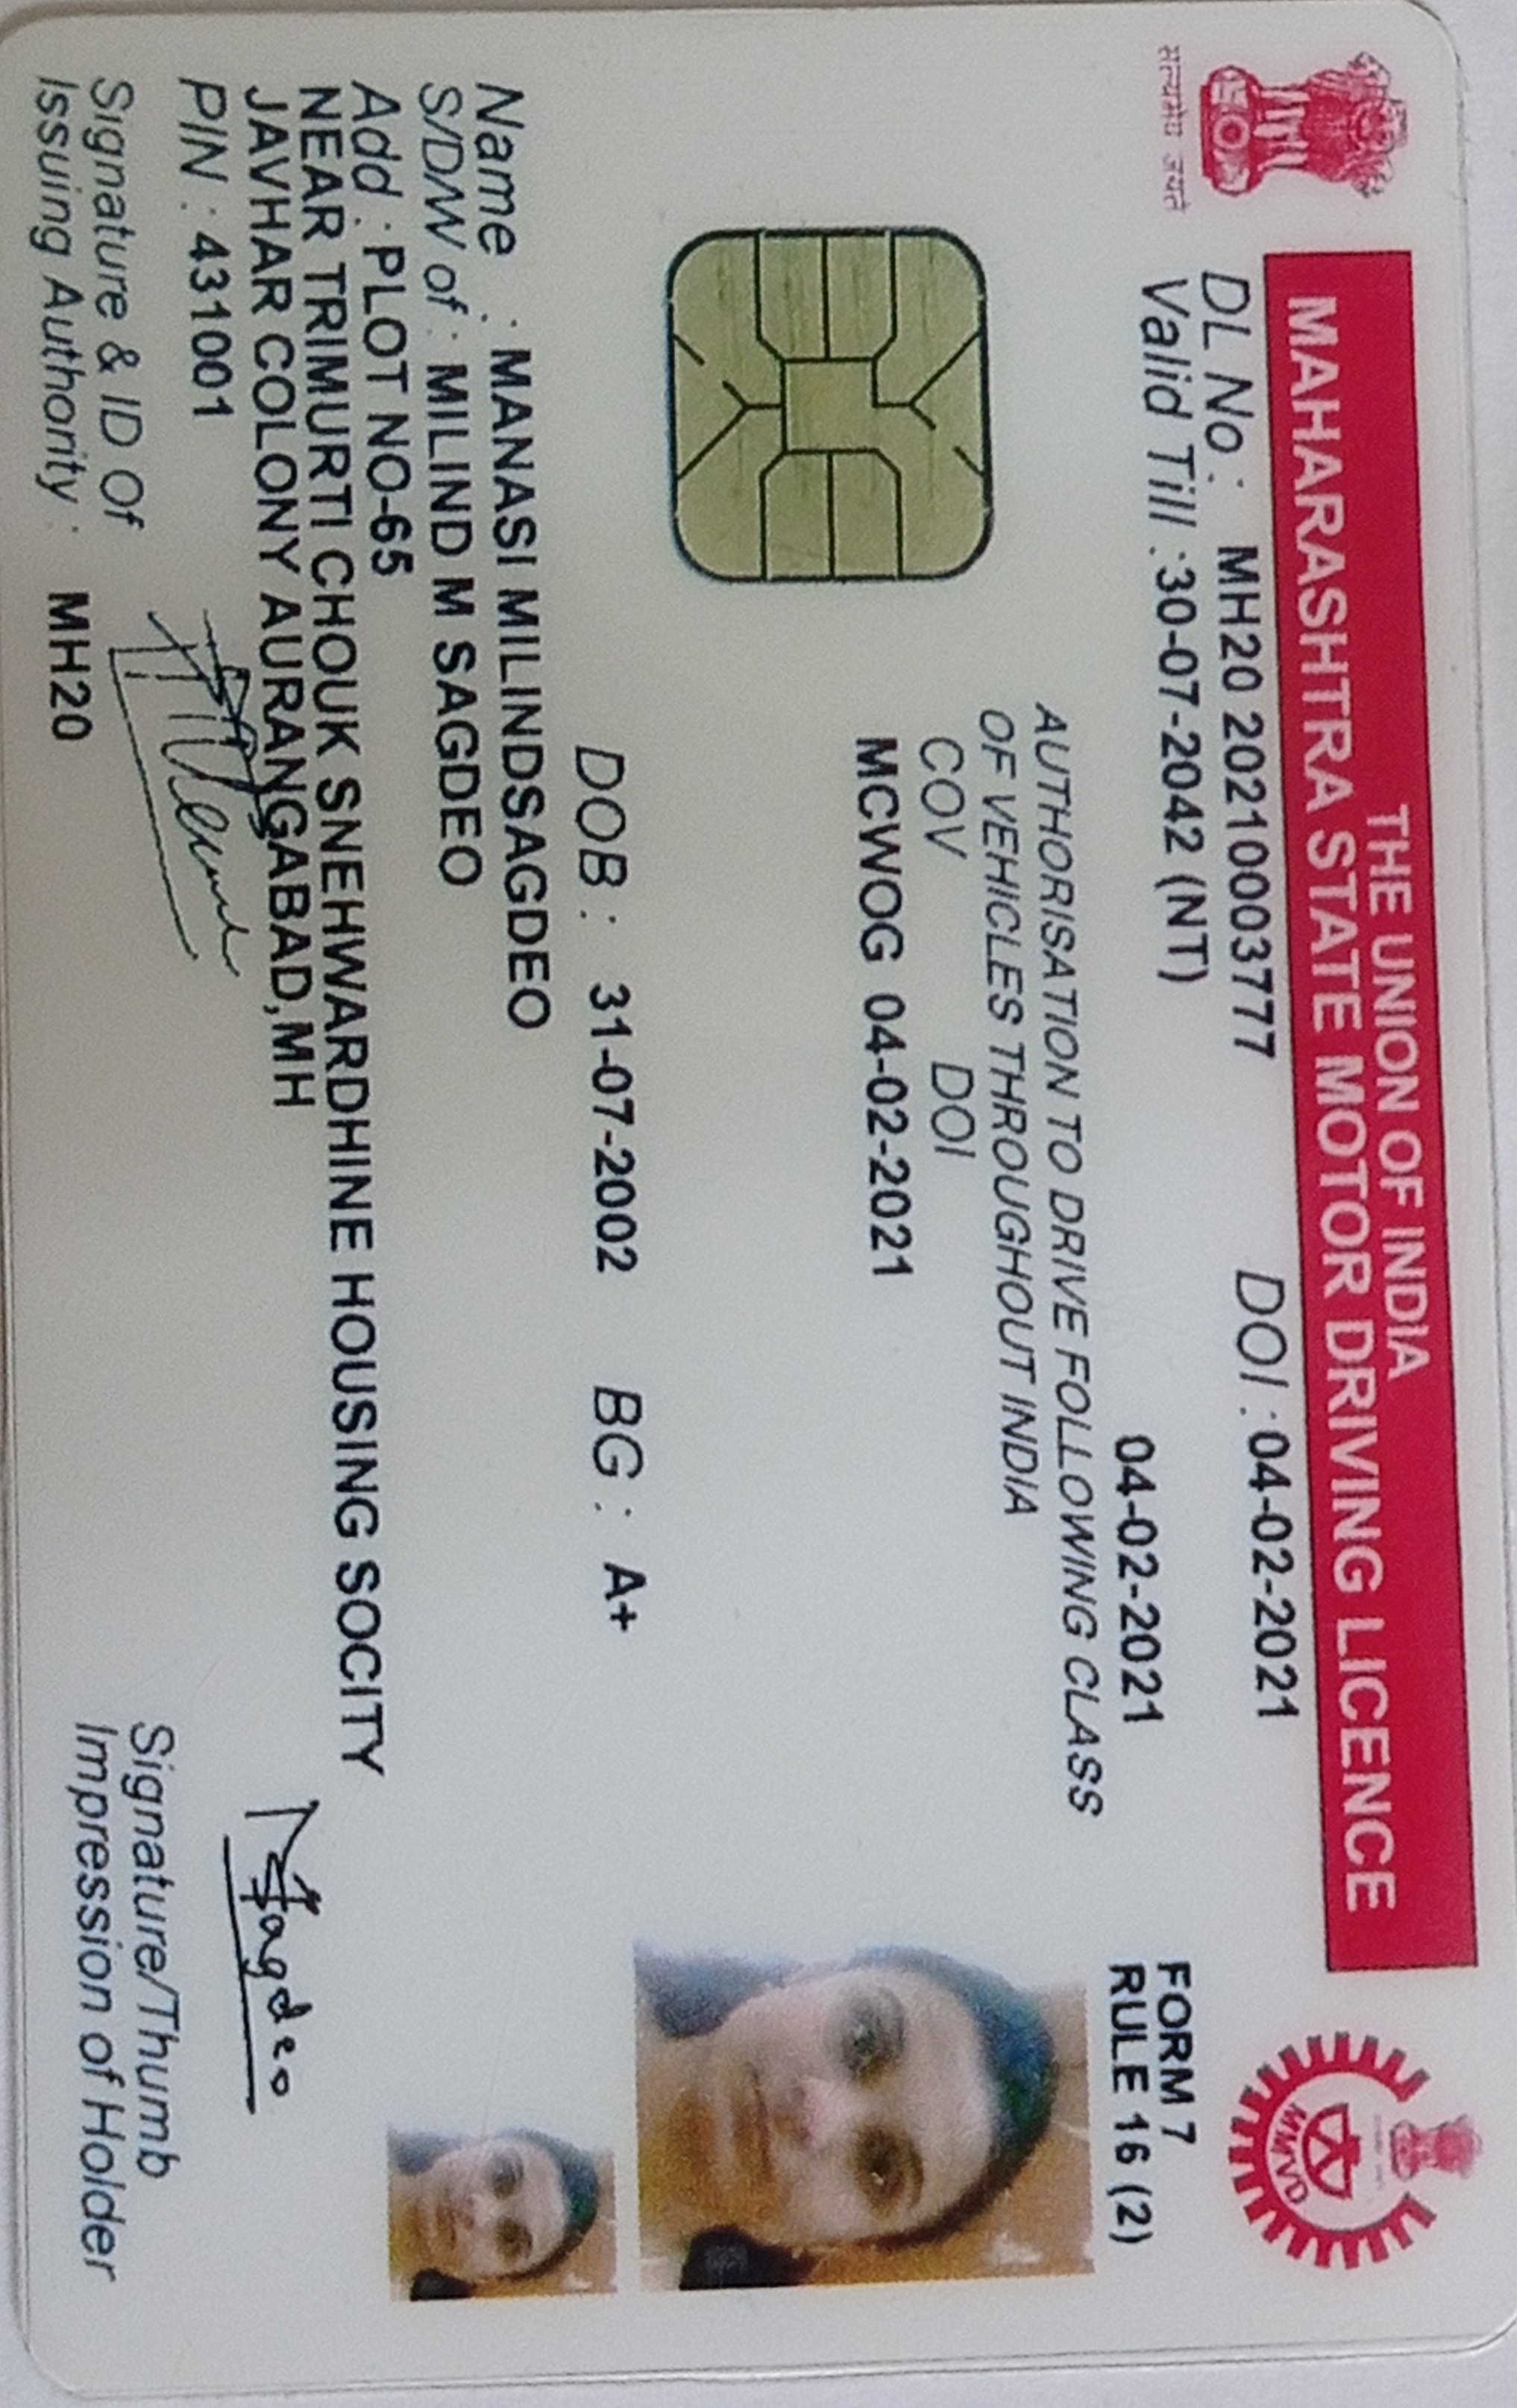 THE UNION OF INDIA
MAHARASHTRA STATE MOTOR DRIVING LICENCE
सत्यमेव जयते
DL No : MH20 20210003777 DOI : 04-02-2021
Valid Till : 30-07-2042 (NT) 04-02-2021
FORM 7
RULE 16 (2)
MMVD
AUTHORISATION TO DRIVE FOLLOWING CLASS
OF VEHICLES THROUGHOUT INDIA
COV DOI
MCWOG 04-02-2021
DOB : 31-07-2002 BG : A+
Name : MANASI MILINDSAGDEO
S/D/W of : MILIND M SAGDEO
Add : PLOT NO-65
NEAR TRIMURTI CHOUK SNEHWARDHINE HOUSING SOCITY
JAVHAR COLONY AURANGABAD,MH
PIN : 431001
Signature & ID Of
Issuing Authority : MH20
Signature/Thumb
Impression of Holder